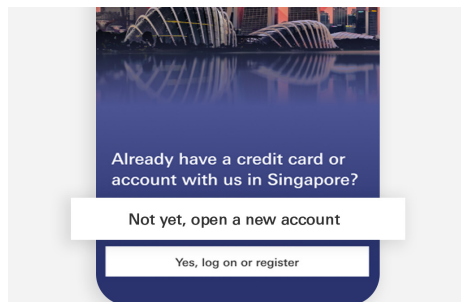 Already have a credit card or
account with us in Singapore?
Not yet, open a new account
Yes, log on or register